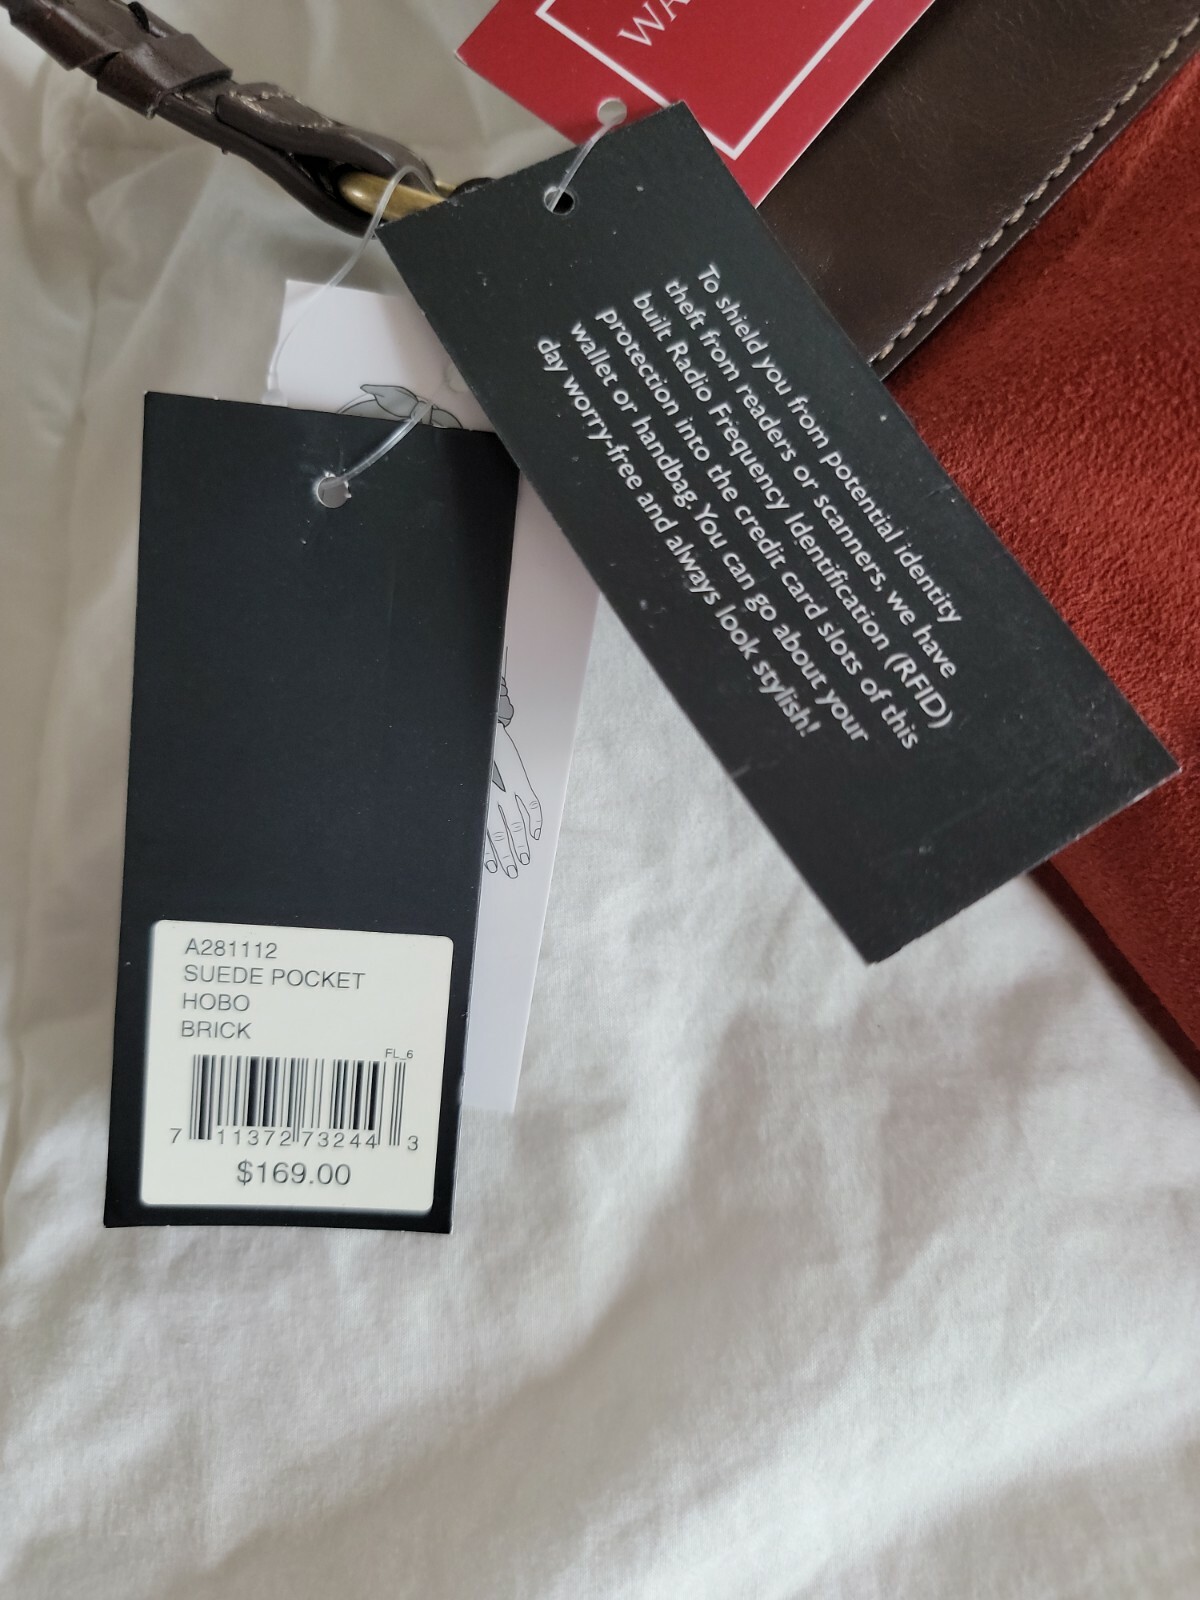 WA
To shield you from potential identity
theft from readers or scanners, we have
built Radio Frequency Identification (RFID)
protection into the credit card slots of this
wallet or handbag. You can go about your
day worry-free and always look stylish!
A281112
SUEDE POCKET
HOBO
BRICK
FL_6
7 11372 73244 3
$169.00